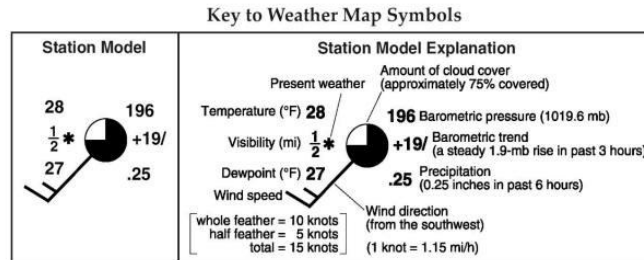 Key to Weather Map Symbols
Station Model
28
196
1/2 *
+19/
27
.25
Station Model Explanation
Amount of cloud cover
(approximately 75% covered)
Present weather
Temperature (°F) 28
196 Barometric pressure (1019.6 mb)
Visibility (mi) 1/2 *
+19/ Barometric trend
(a steady 1.9-mb rise in past 3 hours)
Dewpoint (°F) 27
.25 Precipitation
(0.25 inches in past 6 hours)
Wind speed
whole feather = 10 knots
half feather = 5 knots
total = 15 knots
Wind direction
(from the southwest)
(1 knot = 1.15 mi/h)